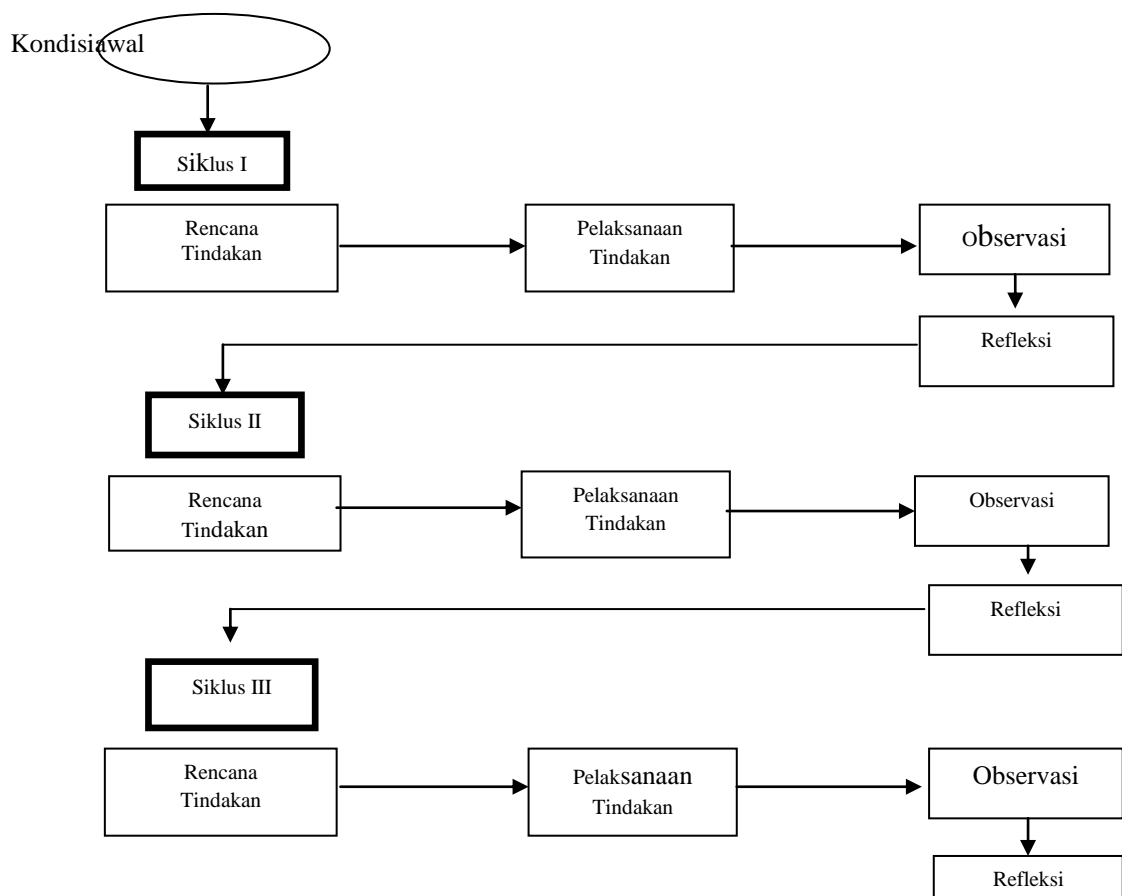 Kondisiawal
Siklus I
Rencana
Tindakan
Pelaksanaan
Tindakan
observasi
Refleksi
Siklus II
Rencana
Tindakan
Pelaksanaan
Tindakan
Observasi
Refleksi
Siklus III
Rencana
Tindakan
Pelaksanaan
Tindakan
Observasi
Refleksi